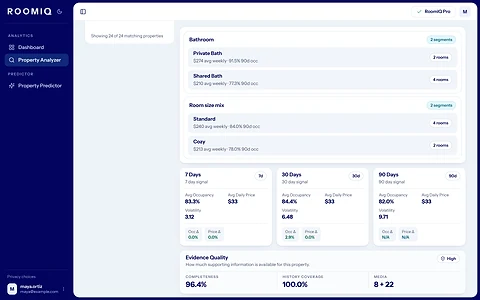 ROOMIQ
RoomIQ Pro
M
ANALYTICS
Dashboard
Property Analyzer
PREDICTOR
Property Predictor
Showing 24 of 24 matching properties
Bathroom
2 segments
Private Bath
$274 avg weekly · 91.5% 90d occ
2 rooms
Shared Bath
$210 avg weekly · 77.3% 90d occ
4 rooms
Room size mix
2 segments
Standard
$240 avg weekly · 84.0% 90d occ
4 rooms
Cozy
$213 avg weekly · 78.0% 90d occ
2 rooms
7 Days
7d
7 day signal
Avg Occupancy
Avg Daily Price
83.3%
$33
Volatility
3.12
Occ Δ
Price Δ
0.0%
0.0%
30 Days
30d
30 day signal
Avg Occupancy
Avg Daily Price
84.4%
$33
Volatility
6.48
Occ Δ
Price Δ
2.9%
0.0%
90 Days
90d
90 day signal
Avg Occupancy
Avg Daily Price
82.0%
$33
Volatility
9.71
Occ Δ
Price Δ
N/A
N/A
Evidence Quality
High
How much supporting information is available for this property.
COMPLETENESS
HISTORY COVERAGE
MEDIA
96.4%
100.0%
8 + 22
Privacy choices
M
maya.ortiz
maya@example.com